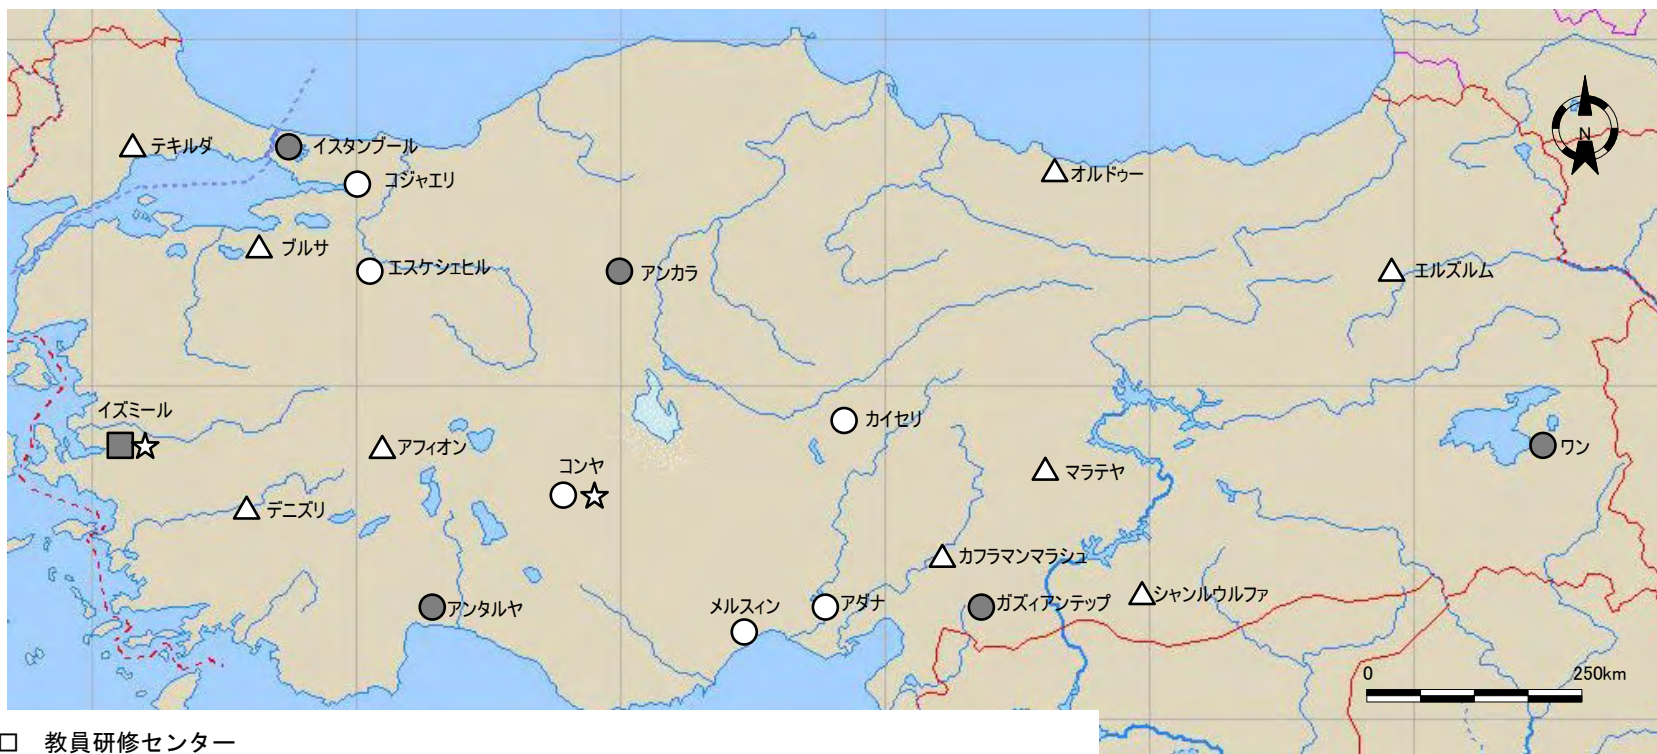 N
テキルダ
イスタンブール
コジャエリ
オルドゥー
ブルサ
エスケシェヒル
アンカラ
エルズルム
イズミール
カイセリ
アフィオン
コンヤ
マラテヤ
ワン
デニズリ
カフラマンマラシュ
シャンルウルファ
アンタルヤ
メルスィン
アダナ
ガズィアンテップ
0 250km
□ 教員研修センター